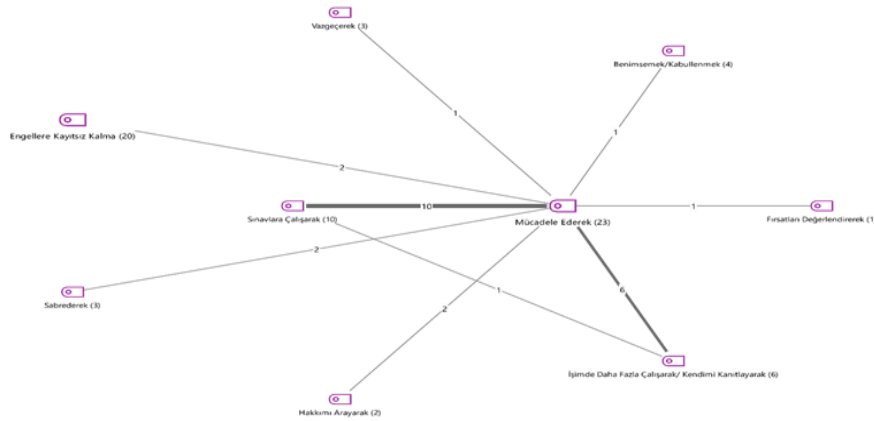 Vazgeçerek (3)
Benimsemek/Kabullenmek (4)
1
1
Engellere Kayıtsız Kalma (20)
2
10
1
Sınavlara Çalışarak (10)
Mücadele Ederek (23)
Fırsatları Değerlendirerek (1
2
1
6
Sabrederek (3)
2
İşimde Daha Fazla Çalışarak/ Kendimi Kanıtlayarak (6)
Hakkımı Arayarak (2)